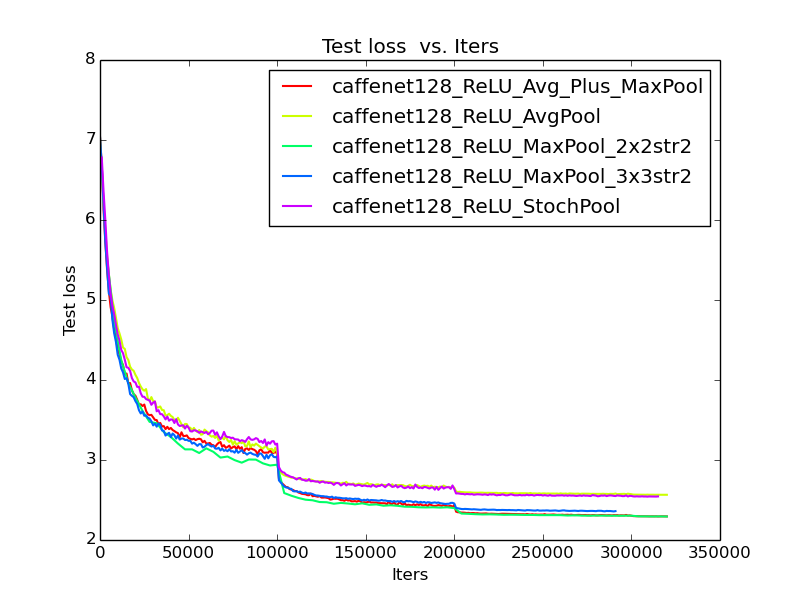 Test loss  vs. Iters
8
7
6
5
4
3
2
Test loss
caffenet128_ReLU_Avg_Plus_MaxPool
caffenet128_ReLU_AvgPool
caffenet128_ReLU_MaxPool_2x2str2
caffenet128_ReLU_MaxPool_3x3str2
caffenet128_ReLU_StochPool
0 50000 100000 150000 200000 250000 300000 350000
Iters